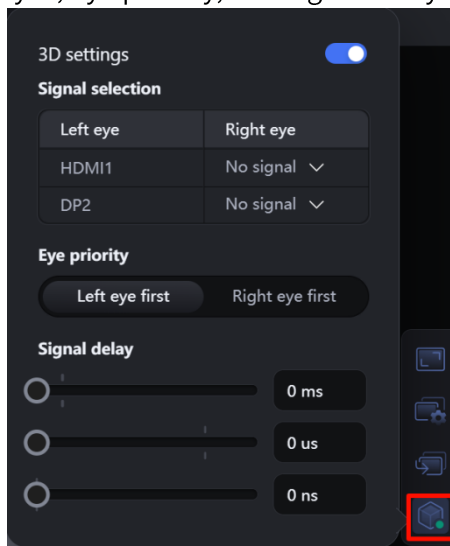 3D settings
Signal selection
Left eye Right eye
HDMI1 No signal
DP2 No signal
Eye priority
Left eye first Right eye first
Signal delay
0 ms
0 us
0 ns